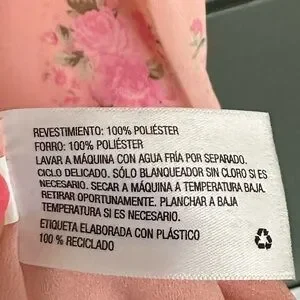 REVESTIMIENTO: 100% POLIÉSTER
FORRO: 100% POLIÉSTER
LAVAR A MÁQUINA CON AGUA FRÍA POR SEPARADO.
CICLO DELICADO. SÓLO BLANQUEADOR SIN CLORO SI ES
NECESARIO. SECAR A MÁQUINA A TEMPERATURA BAJA.
RETIRAR OPORTUNAMENTE. PLANCHAR A BAJA
TEMPERATURA SI ES NECESARIO.
ETIQUETA ELABORADA CON PLÁSTICO
100 % RECICLADO